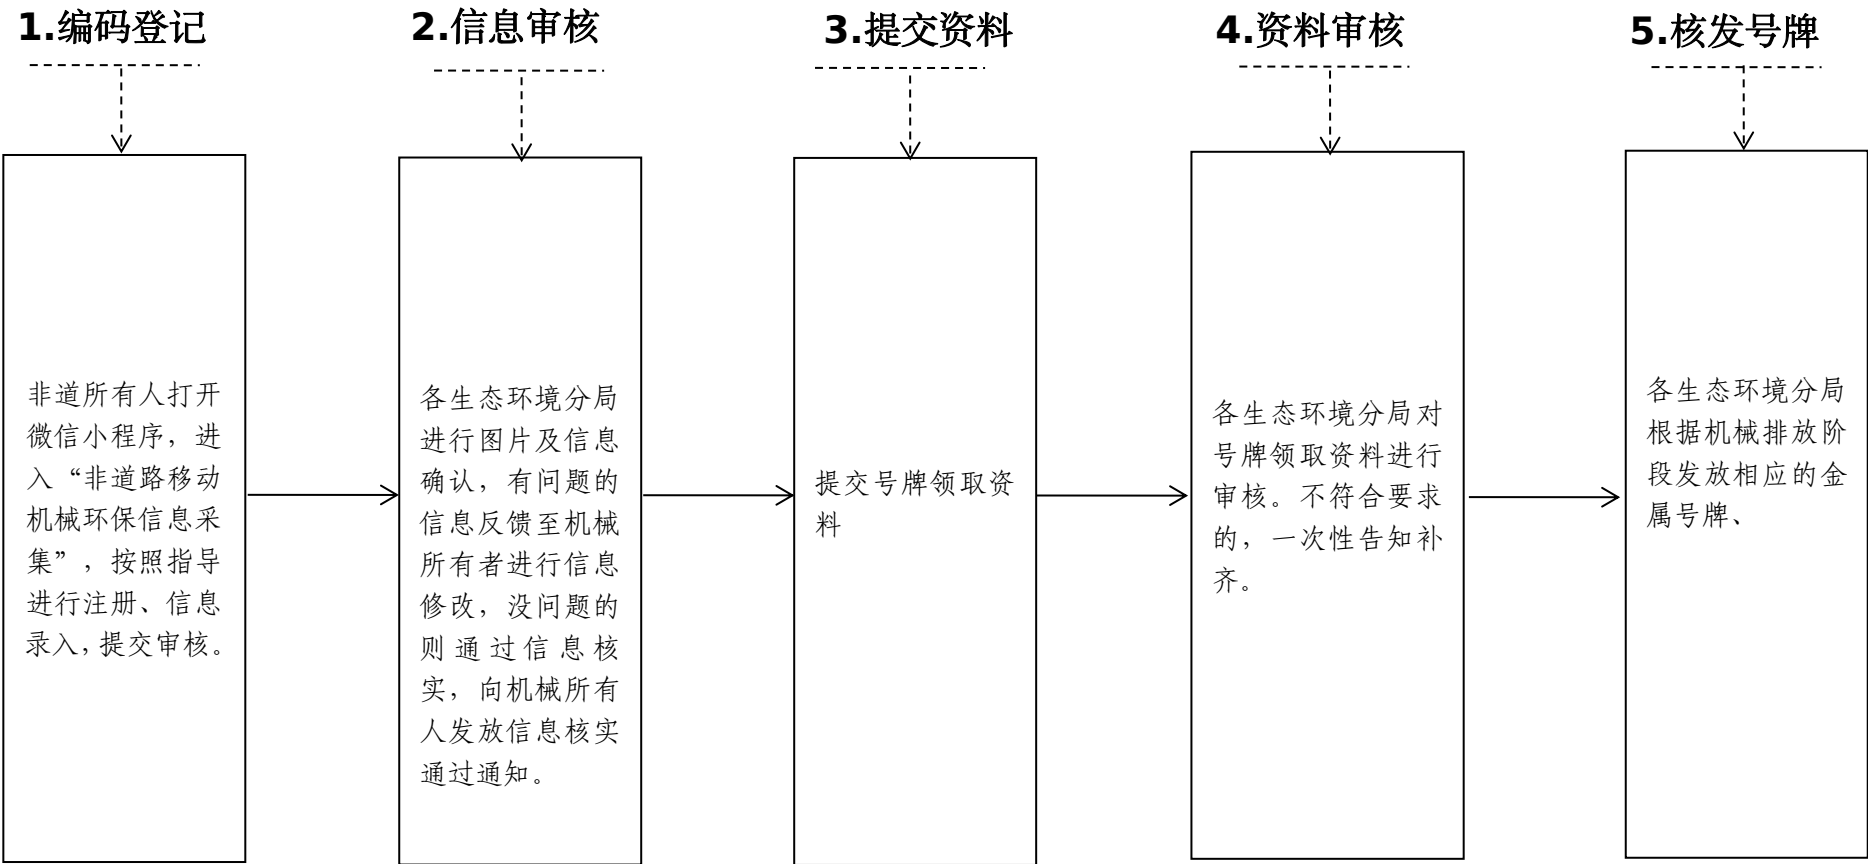 1.编码登记
非道所有人打开
微信小程序，进
入“非道路移动
机械环保信息采
集”，按照指导
进行注册、信息
录入，提交审核。
2.信息审核
各生态环境分局
进行图片及信息
确认，有问题的
信息反馈至机械
所有者进行信息
修改，没问题的
则通过信息核
实，向机械所有
人发放信息核实
通过通知。
3.提交资料
提交号牌领取资
料
4.资料审核
各生态环境分局对
号牌领取资料进行
审核。不符合要求
的，一次性告知补
齐。
5.核发号牌
各生态环境分局
根据机械排放阶
段发放相应的金
属号牌、